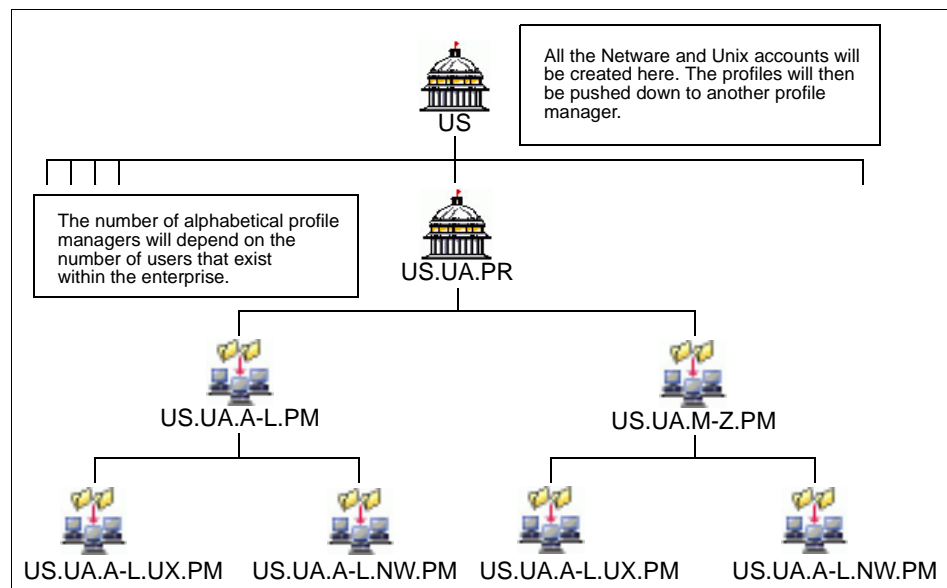 All the Netware and Unix accounts will
be created here. The profiles will then
be pushed down to another profile
manager.
US
The number of alphabetical profile
managers will depend on the
number of users that exist
within the enterprise.
US.UA.PR
US.UA.A-L.PM
US.UA.M-Z.PM
US.UA.A-L.UX.PM
US.UA.A-L.NW.PM
US.UA.A-L.UX.PM
US.UA.A-L.NW.PM